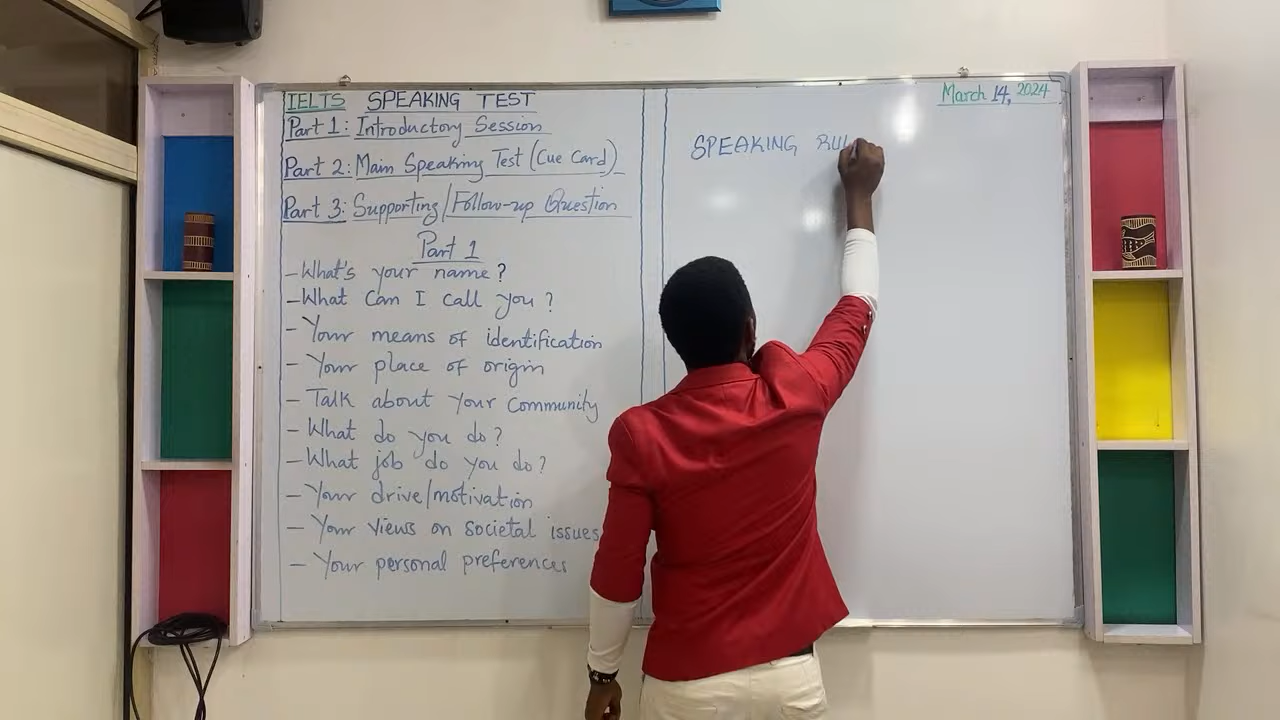 IELTS SPEAKING TEST
Part 1: Introductory Session
Part 2: Main Speaking Test (Cue Card)
Part 3: Supporting/Follow-up Question
Part 1
- What's your name?
- What can I call you?
- Your means of identification
- Your place of origin
- Talk about your community
- What do you do?
- What job do you do?
- Your drive/motivation
- Your views on societal issues
- Your personal preferences
March 14, 2024
SPEAKING RUL